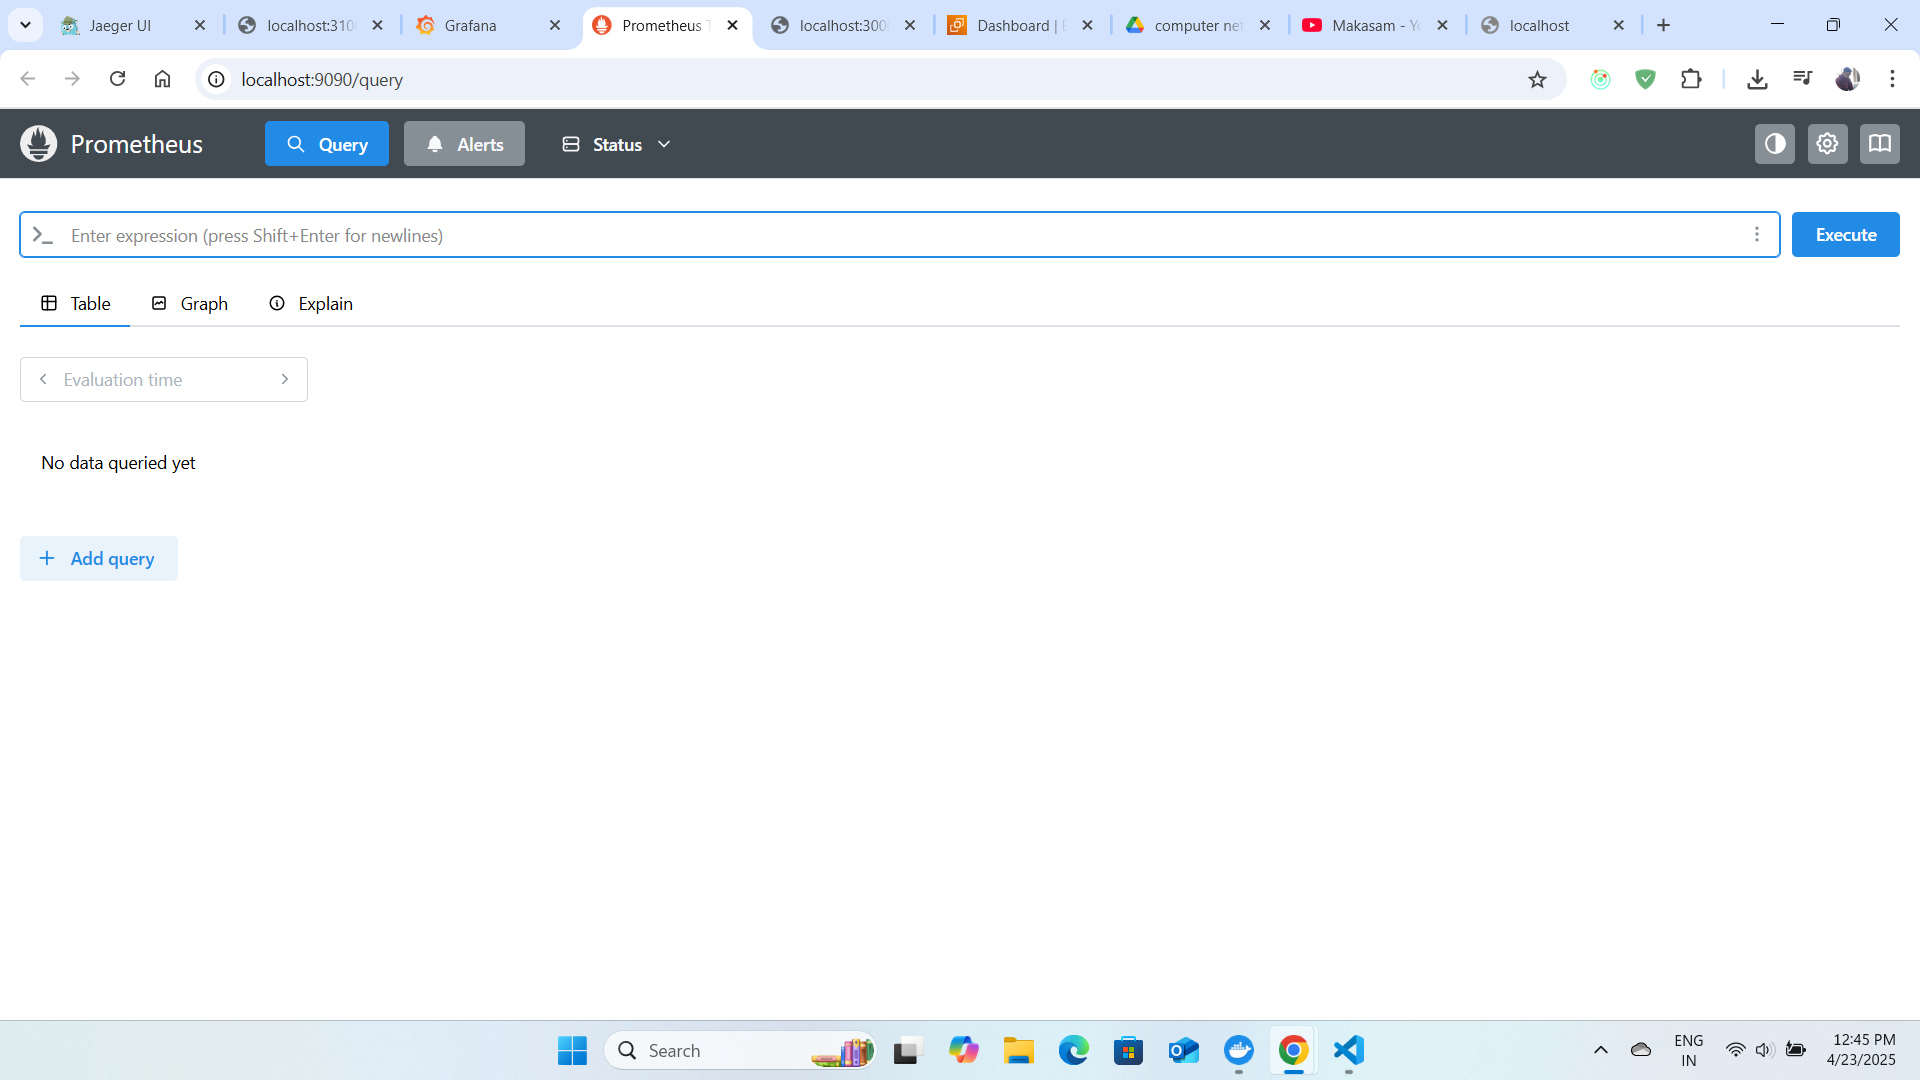 Jaeger UI
localhost:310
Grafana
Prometheus
localhost:300
Dashboard |
computer net
Makasam - Yo
localhost
localhost:9090/query
Prometheus
Query
Alerts
Status
Enter expression (press Shift+Enter for newlines)
Execute
Table
Graph
Explain
Evaluation time
No data queried yet
Add query
Search
ENG
IN
12:45 PM
4/23/2025